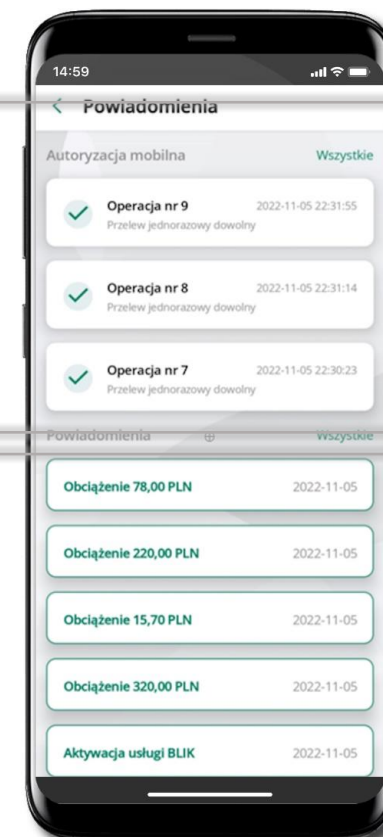 14:59
Powiadomienia
Autoryzacja mobilna Wszystkie
Operacja nr 9 2022-11-05 22:31:55
Przelew jednorazowy dowolny
Operacja nr 8 2022-11-05 22:31:14
Przelew jednorazowy dowolny
Operacja nr 7 2022-11-05 22:30:23
Przelew jednorazowy dowolny
Powiadomienia Wszystkie
Obciążenie 78,00 PLN 2022-11-05
Obciążenie 220,00 PLN 2022-11-05
Obciążenie 15,70 PLN 2022-11-05
Obciążenie 320,00 PLN 2022-11-05
Aktywacja usługi BLIK 2022-11-05